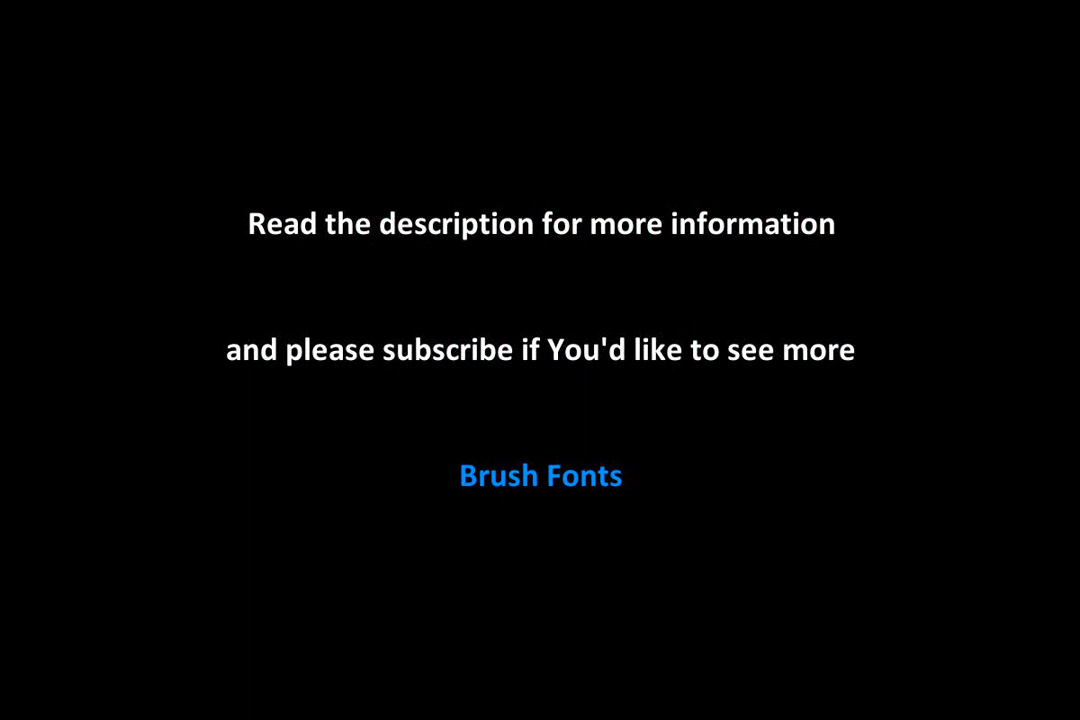 Read the description for more information
and please subscribe if You'd like to see more
Brush Fonts